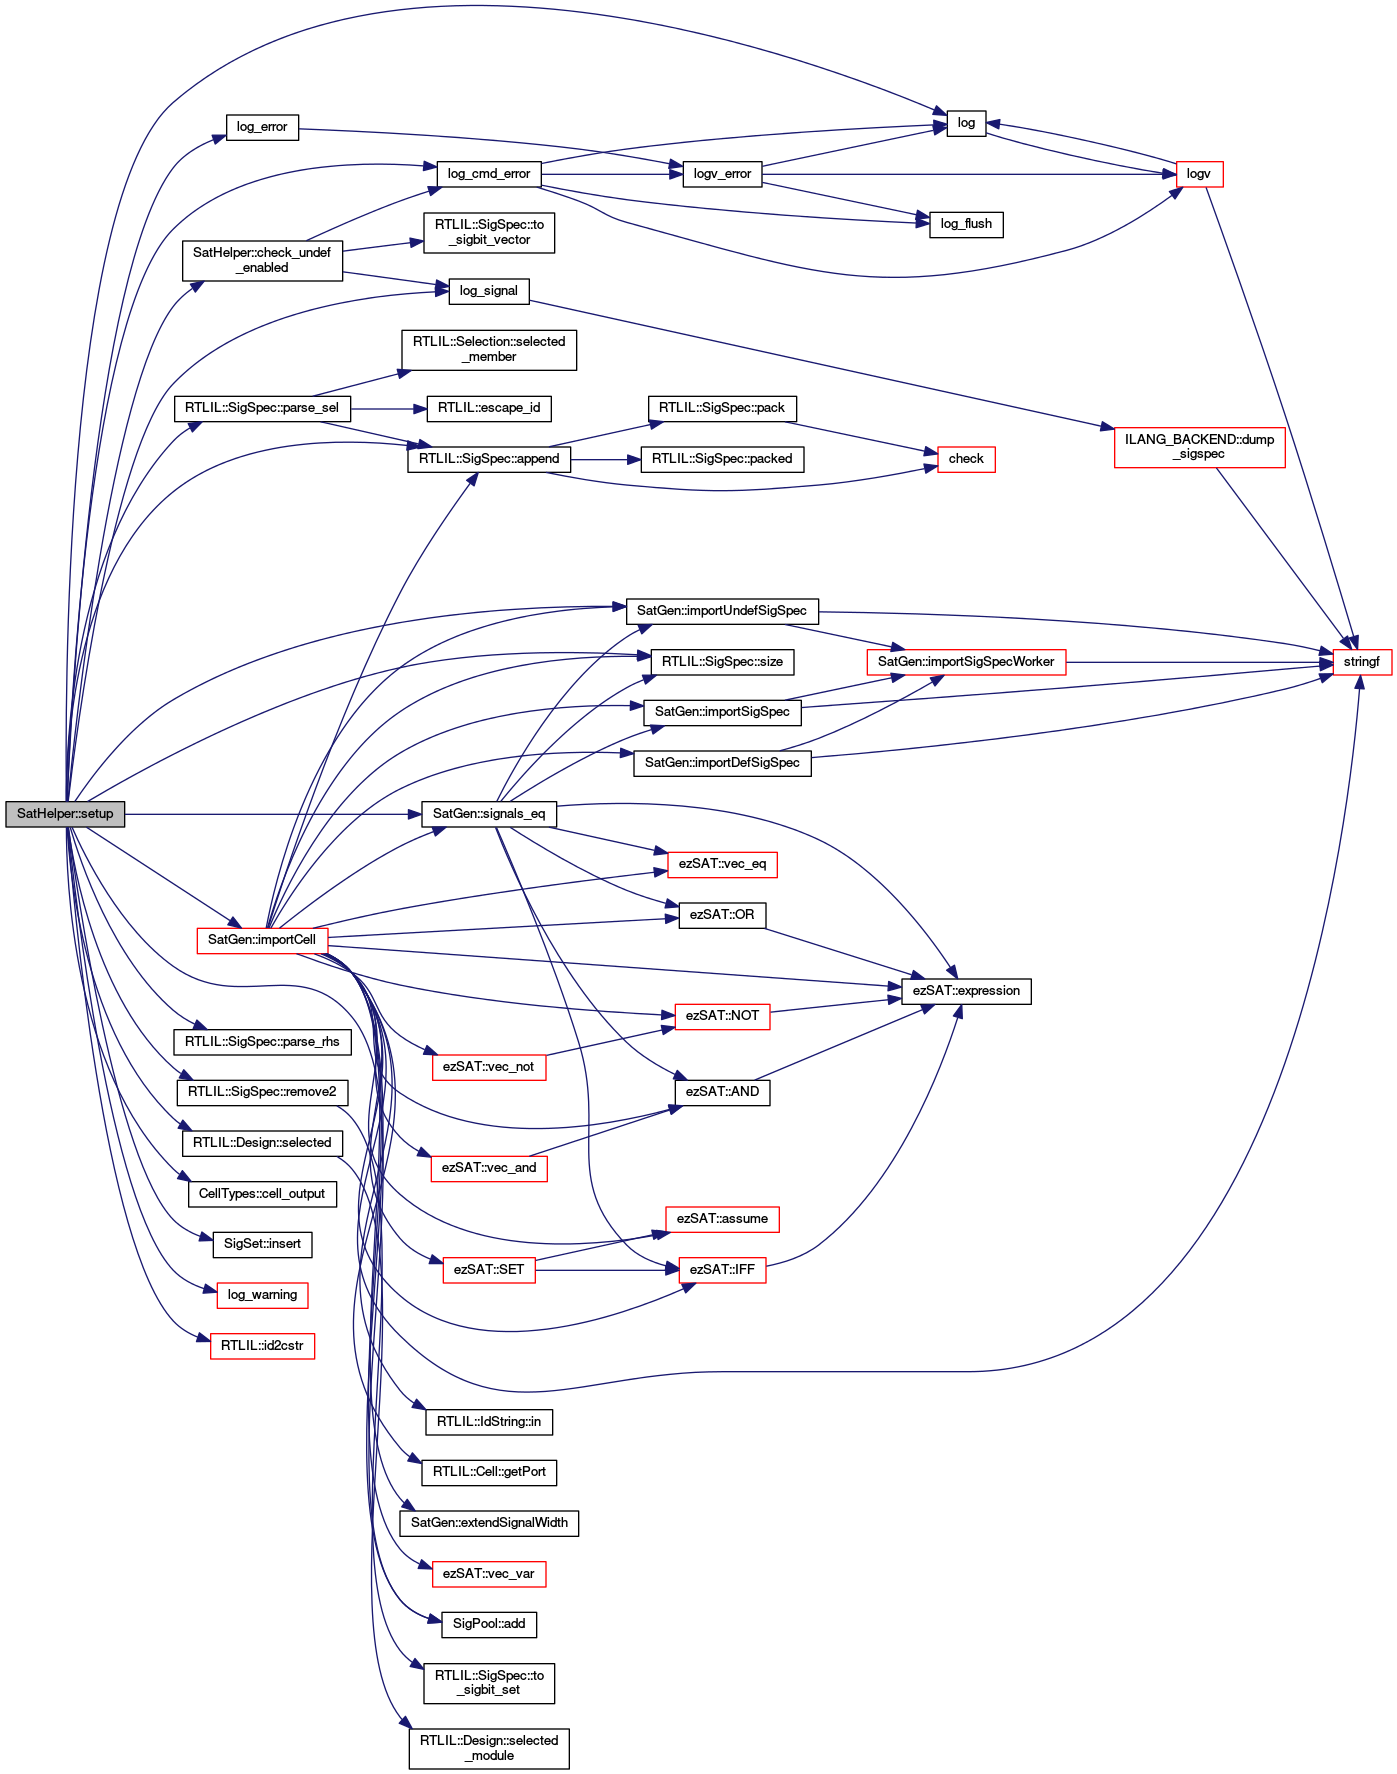 log
log_error
log_cmd_error
logv_error
logv
log_flush
RTLIL::SigSpec::to
_sigbit_vector
SatHelper::check_undef
_enabled
log_signal
RTLIL::Selection::selected
_member
RTLIL::SigSpec::parse_sel
RTLIL::escape_id
RTLIL::SigSpec::pack
RTLIL::SigSpec::append
RTLIL::SigSpec::packed
check
ILANG_BACKEND::dump
_sigspec
SatGen::importUndefSigSpec
RTLIL::SigSpec::size
SatGen::importSigSpecWorker
stringf
SatGen::importSigSpec
SatGen::importDefSigSpec
SatHelper::setup
SatGen::signals_eq
ezSAT::vec_eq
ezSAT::OR
SatGen::importCell
ezSAT::expression
ezSAT::NOT
RTLIL::SigSpec::parse_rhs
ezSAT::vec_not
RTLIL::SigSpec::remove2
ezSAT::AND
RTLIL::Design::selected
ezSAT::vec_and
CellTypes::cell_output
ezSAT::assume
SigSet::insert
ezSAT::SET
ezSAT::IFF
log_warning
RTLIL::id2cstr
RTLIL::IdString::in
RTLIL::Cell::getPort
SatGen::extendSignalWidth
ezSAT::vec_var
SigPool::add
RTLIL::SigSpec::to
_sigbit_set
RTLIL::Design::selected
_module